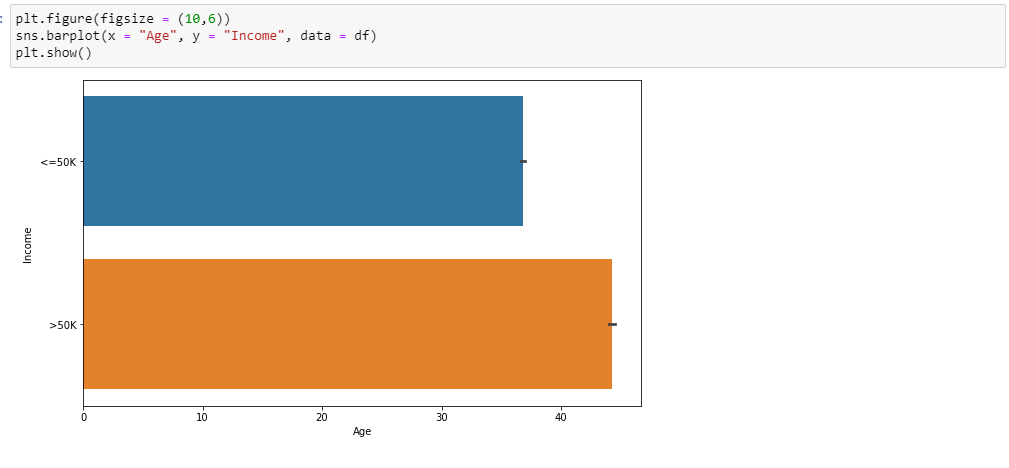 :
plt.figure(figsize = (10,6))
sns.barplot(x = "Age", y = "Income", data = df)
plt.show()
<=50K
Income
>50K
0 10 20 30 40
Age